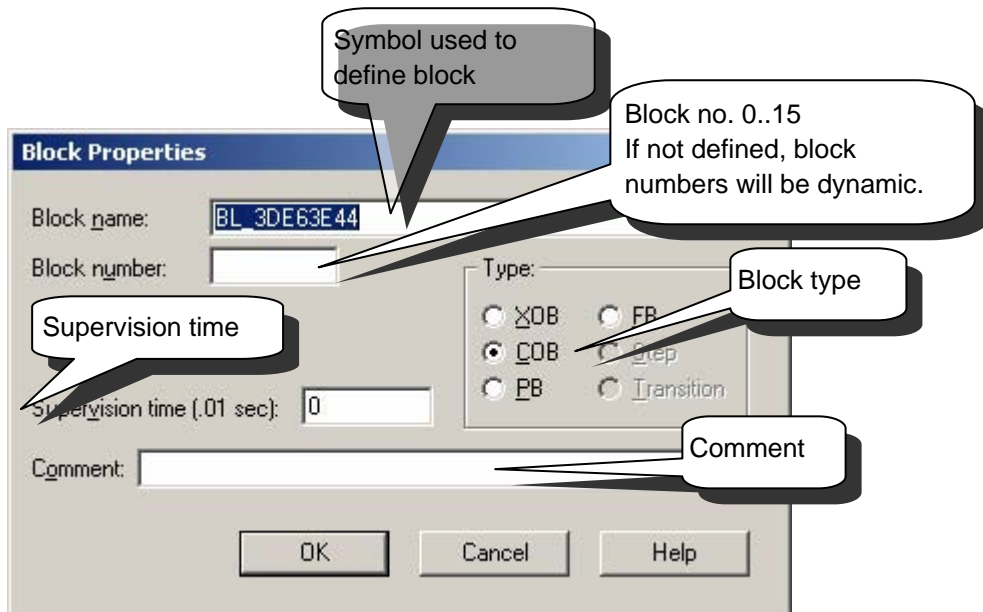 Symbol used to
define block
Block no. 0..15
If not defined, block
numbers will be dynamic.
Block Properties
Block name:
BL_3DE63E44
Block number:
Type:
Block type
XOB
FB
Supervision time
COB
Step
PB
Transition
Supervision time (.01 sec):
0
Comment
Comment:
OK
Cancel
Help